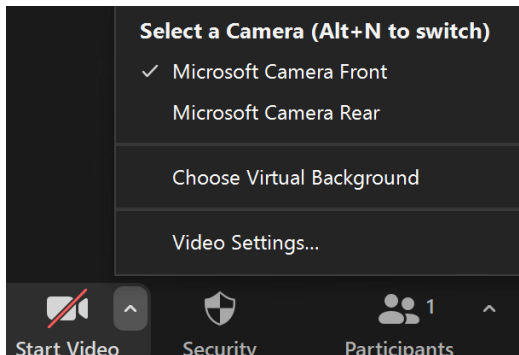 Select a Camera (Alt+N to switch)
Microsoft Camera Front
Microsoft Camera Rear
Choose Virtual Background
Video Settings...
1
Start Video
Security
Participants